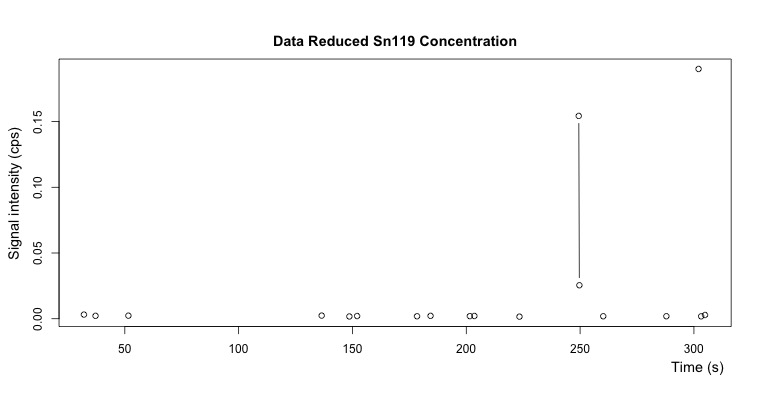 Data Reduced Sn119 Concentration
Signal intensity (cps)
0.15
0.10
0.05
0.00
50 100 150 200 250 300
Time (s)